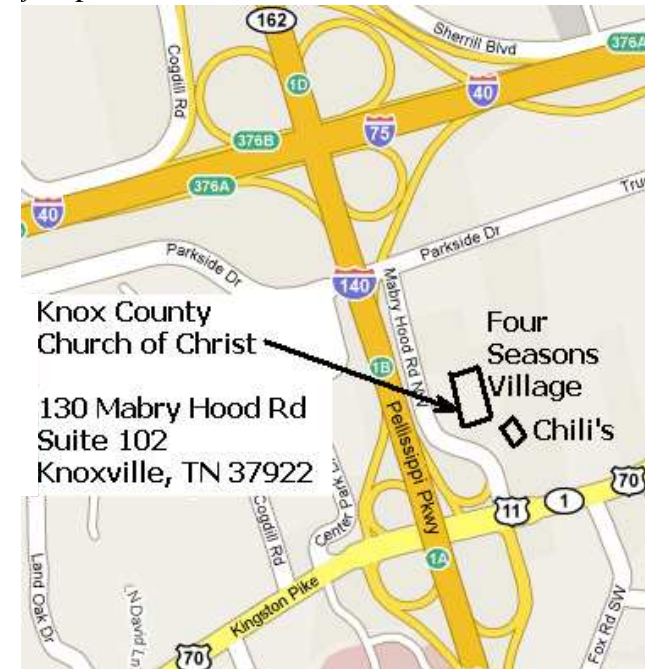 162
Sherrill Blvd
376A
Cogdill Rd
1D
40
75
376B
376A
40
Parkside Dr
Parkside Dr
140
Mabry Hood Rd NW
Knox County
Church of Christ
130 Mabry Hood Rd
Suite 102
Knoxville, TN 37922
Four
Seasons
Village
Chili's
1B
Pellissippi Pkwy
70
11
1
Cogdill Rd
Center Park
1A
Land Oak Dr
N David Ln
Kingston Pike
70
Fox Rd SW